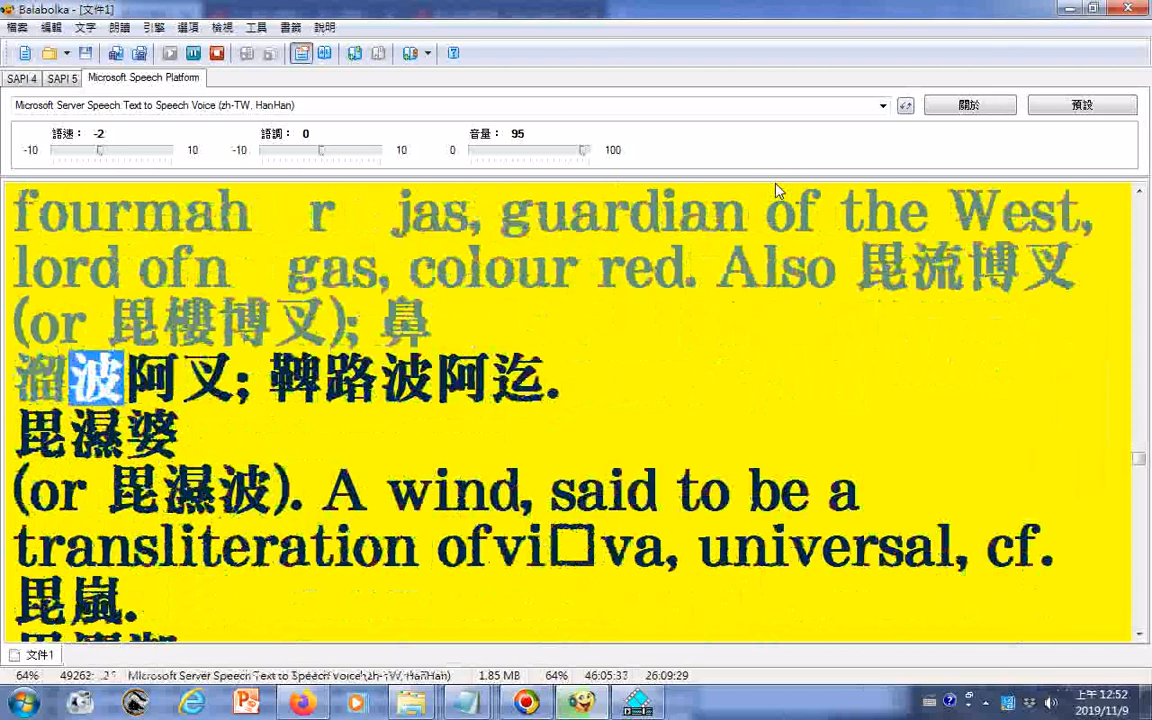 Balabolka - [文件1]
檔案 編輯 文字 朗讀 引擎 選項 檢視 工具 書籤 說明
SAPI 4 SAPI 5 Microsoft Speech Platform
Microsoft Server Speech Text to Speech Voice (zh-TW, HanHan) 關於 預設
語速： -2 語調： 0 音量： 95
-10 10 -10 10 0 100
fourmah r jas, guardian of the West,
lord ofn gas, colour red. Also 毘流博叉
(or 毘樓博叉); 鼻
溜波阿叉; 鞞路波阿迄.
毘濕婆
(or 毘濕波). A wind, said to be a
transliteration ofvi□va, universal, cf.
毘嵐.
文件1
64% Microsoft Server Speech Text to Speech Voice (zh-TW, HanHan) 1.85 MB 64% 46:05:33 26:09:29
上午 12:52
2019/11/9